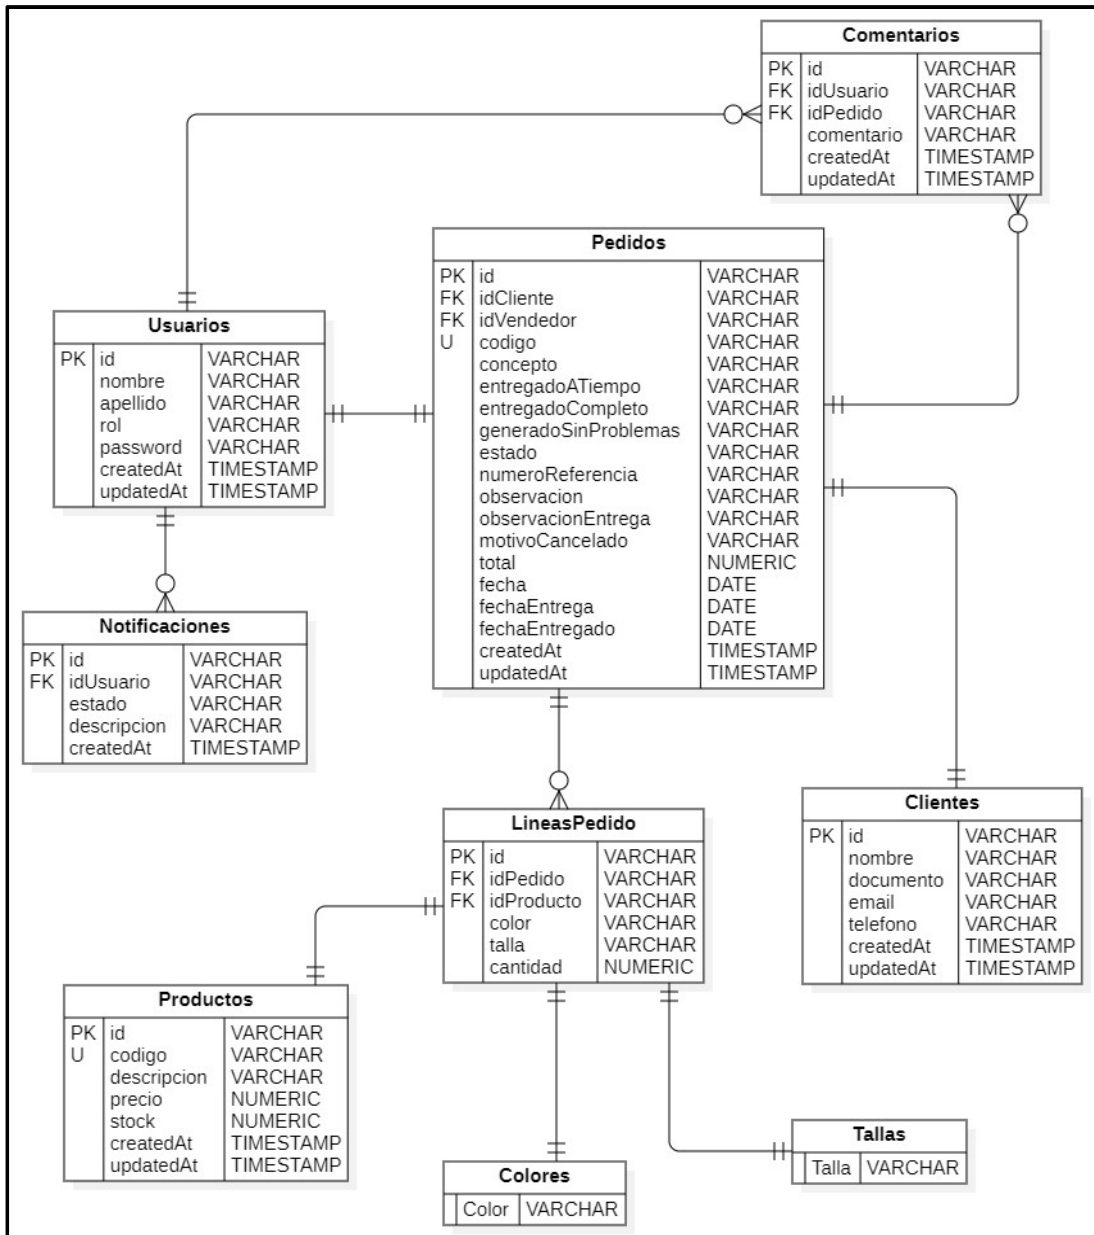 Comentarios
PK id VARCHAR
FK idUsuario VARCHAR
FK idPedido VARCHAR
comentario VARCHAR
createdAt TIMESTAMP
updatedAt TIMESTAMP
Pedidos
PK id VARCHAR
FK idCliente VARCHAR
FK idVendedor VARCHAR
U codigo VARCHAR
concepto VARCHAR
entregadoATiempo VARCHAR
entregadoCompleto VARCHAR
generadoSinProblemas VARCHAR
estado VARCHAR
numeroReferencia VARCHAR
observacion VARCHAR
observacionEntrega VARCHAR
motivoCancelado VARCHAR
total NUMERIC
fecha DATE
fechaEntrega DATE
fechaEntregado DATE
createdAt TIMESTAMP
updatedAt TIMESTAMP
Usuarios
PK id VARCHAR
nombre VARCHAR
apellido VARCHAR
rol VARCHAR
password VARCHAR
createdAt TIMESTAMP
updatedAt TIMESTAMP
Notificaciones
PK id VARCHAR
FK idUsuario VARCHAR
estado VARCHAR
descripcion VARCHAR
createdAt TIMESTAMP
LineasPedido
PK id VARCHAR
FK idPedido VARCHAR
FK idProducto VARCHAR
color VARCHAR
talla VARCHAR
cantidad NUMERIC
Clientes
PK id VARCHAR
nombre VARCHAR
documento VARCHAR
email VARCHAR
telefono VARCHAR
createdAt TIMESTAMP
updatedAt TIMESTAMP
Productos
PK id VARCHAR
U codigo VARCHAR
descripcion VARCHAR
precio NUMERIC
stock NUMERIC
createdAt TIMESTAMP
updatedAt TIMESTAMP
Colores
Color VARCHAR
Tallas
Talla VARCHAR